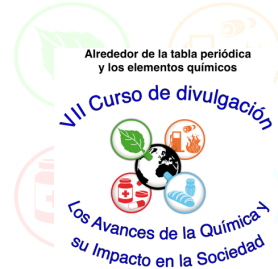 Alrededor de la tabla periódica
y los elementos químicos
VII Curso de divulgación
Los Avances de la Química y
su Impacto en la Sociedad